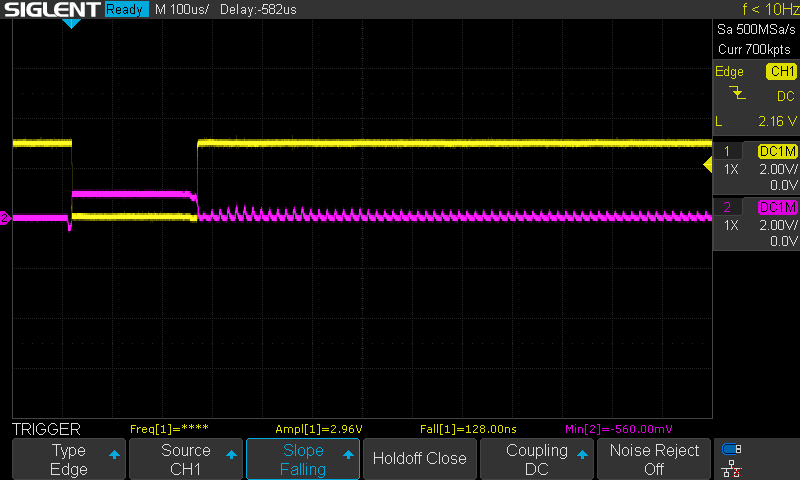 SIGLENT Ready M 100us/ Delay:-582us f < 10Hz
Sa 500MSa/s
Curr 700kpts
Edge CH1
DC
L 2.16 V
1 DC1M
1X 2.00V/
0.0V
2 DC1M
1X 2.00V/
0.0V
2
TRIGGER Freq[1]=**** Ampl[1]=2.96V Fall[1]=128.00ns Min[2]=-560.00mV
Type
Edge
Source
CH1
Slope
Falling
Holdoff Close
Coupling
DC
Noise Reject
Off